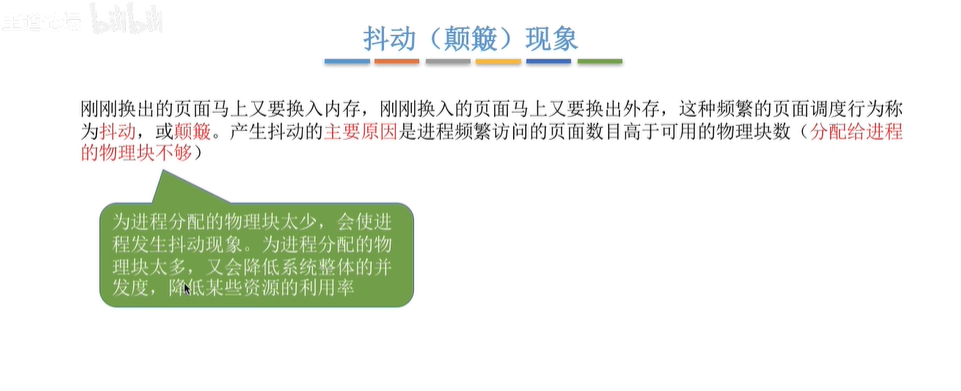 王道论坛 bilibili
抖动（颠簸）现象
刚刚换出的页面马上又要换入内存，刚刚换入的页面马上又要换出外存，这种频繁的页面调度行为称
为抖动，或颠簸。产生抖动的主要原因是进程频繁访问的页面数目高于可用的物理块数（分配给进程
的物理块不够）
为进程分配的物理块太少，会使进
程发生抖动现象。为进程分配的物
理块太多，又会降低系统整体的并
发度，降低某些资源的利用率